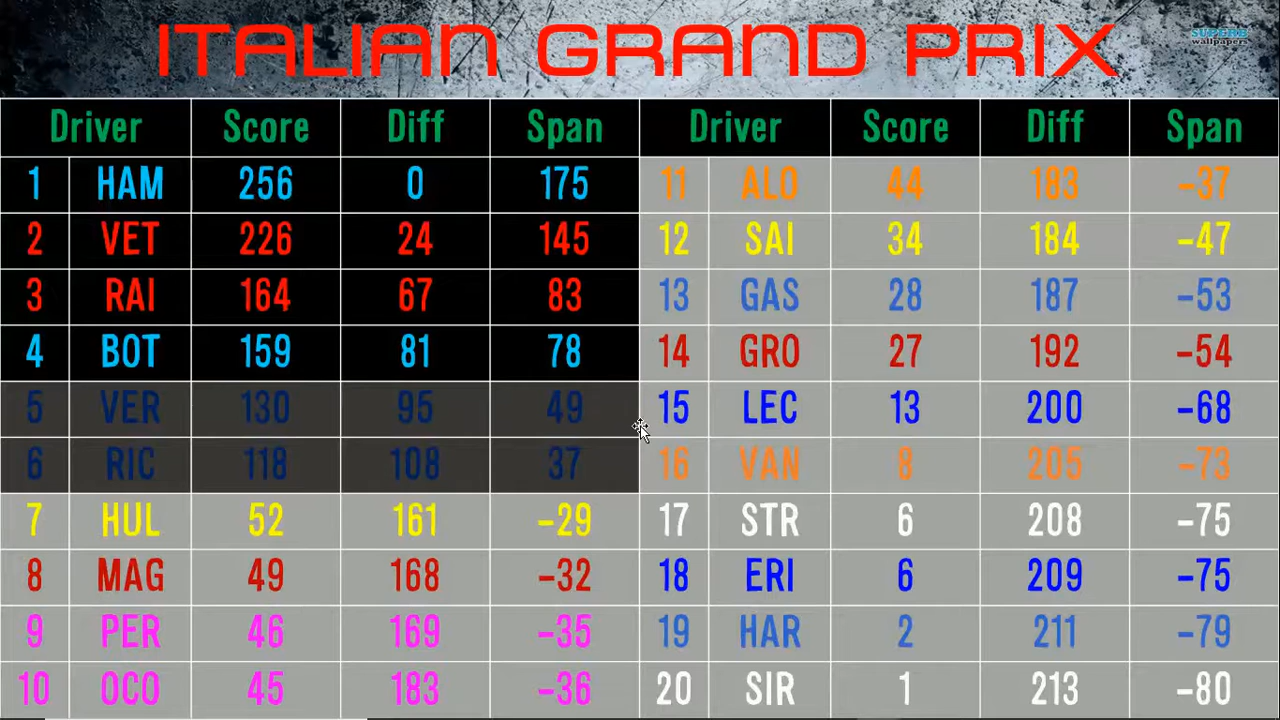 ITALIAN GRAND PRIX
SUPERB
wallpapers
Driver Score Diff Span Driver Score Diff Span
1 HAM 256 0 175 11 ALO 44 183 -37
2 VET 226 24 145 12 SAI 34 184 -47
3 RAI 164 67 83 13 GAS 28 187 -53
4 BOT 159 81 78 14 GRO 27 192 -54
5 VER 130 95 49 15 LEC 13 200 -68
6 RIC 118 108 37 16 VAN 8 205 -73
7 HUL 52 161 -29 17 STR 6 208 -75
8 MAG 49 168 -32 18 ERI 6 209 -75
9 PER 46 169 -35 19 HAR 2 211 -79
10 OCO 45 183 -36 20 SIR 1 213 -80